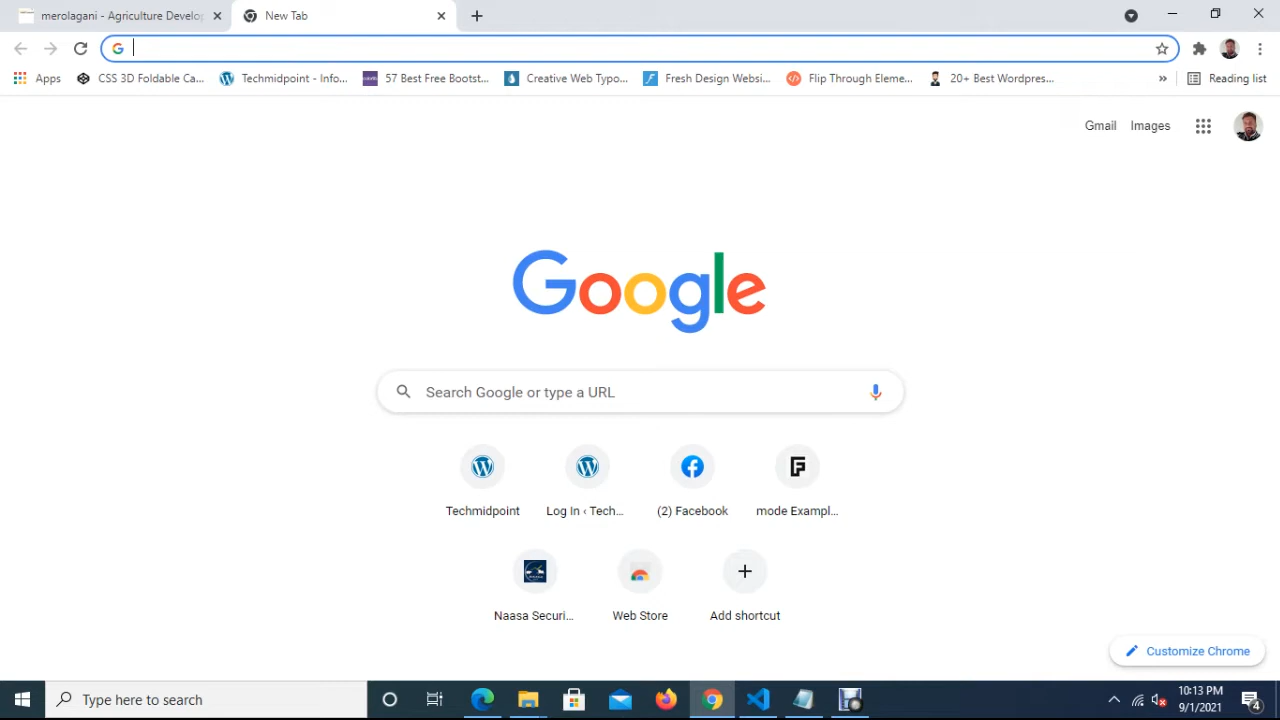 merolagani - Agriculture Develop
New Tab
Apps
CSS 3D Foldable Ca...
Techmidpoint - Info...
57 Best Free Bootst...
Creative Web Typo...
Fresh Design Websi...
Flip Through Eleme...
20+ Best Wordpres...
»
Reading list
Gmail
Images
Google
Search Google or type a URL
Techmidpoint
Log In ‹ Tech...
(2) Facebook
mode Exampl...
Naasa Securi...
Web Store
Add shortcut
Customize Chrome
Type here to search
10:13 PM
9/1/2021
4